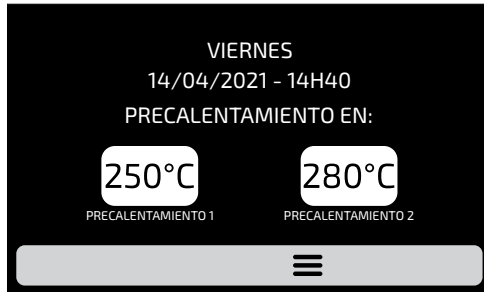 VIERNES
14/04/2021 - 14H40
PRECALENTAMIENTO EN:
250°C 280°C
PRECALENTAMIENTO 1 PRECALENTAMIENTO 2